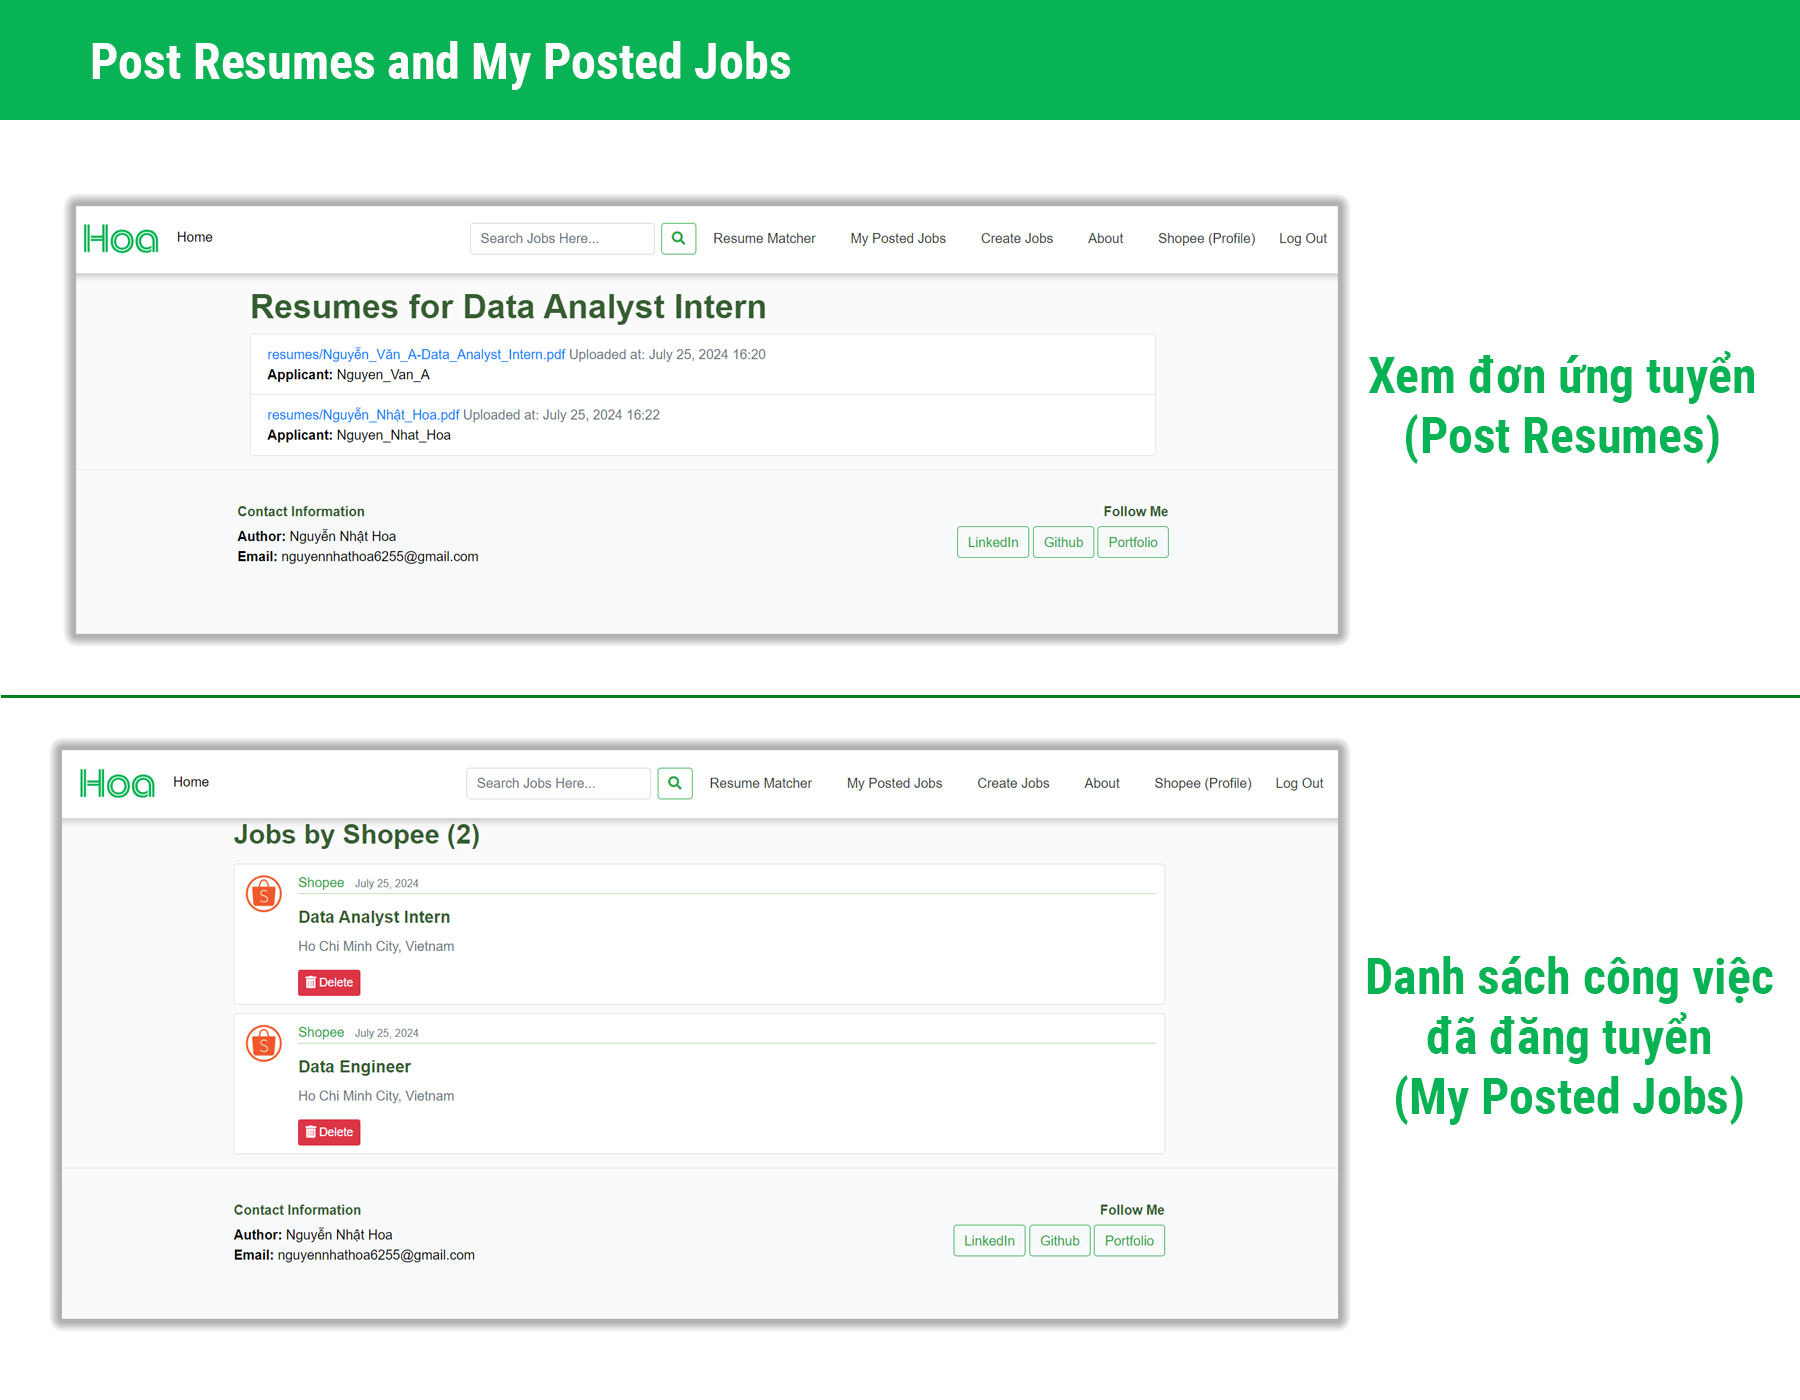 Post Resumes and My Posted Jobs
Hoa Home Search Jobs Here... Resume Matcher My Posted Jobs Create Jobs About Shopee (Profile) Log Out
Resumes for Data Analyst Intern
resumes/Nguyễn_Văn_A-Data_Analyst_Intern.pdf Uploaded at: July 25, 2024 16:20
Applicant: Nguyen_Van_A
resumes/Nguyễn_Nhật_Hoa.pdf Uploaded at: July 25, 2024 16:22
Applicant: Nguyen_Nhat_Hoa
Contact Information
Author: Nguyễn Nhật Hoa
Email: nguyennhathoa6255@gmail.com
Follow Me
LinkedIn Github Portfolio
Xem đơn ứng tuyển
(Post Resumes)
Hoa Home Search Jobs Here... Resume Matcher My Posted Jobs Create Jobs About Shopee (Profile) Log Out
Jobs by Shopee (2)
S
Shopee July 25, 2024
Data Analyst Intern
Ho Chi Minh City, Vietnam
Delete
S
Shopee July 25, 2024
Data Engineer
Ho Chi Minh City, Vietnam
Delete
Contact Information
Author: Nguyễn Nhật Hoa
Email: nguyennhathoa6255@gmail.com
Follow Me
LinkedIn Github Portfolio
Danh sách công việc
đã đăng tuyển
(My Posted Jobs)